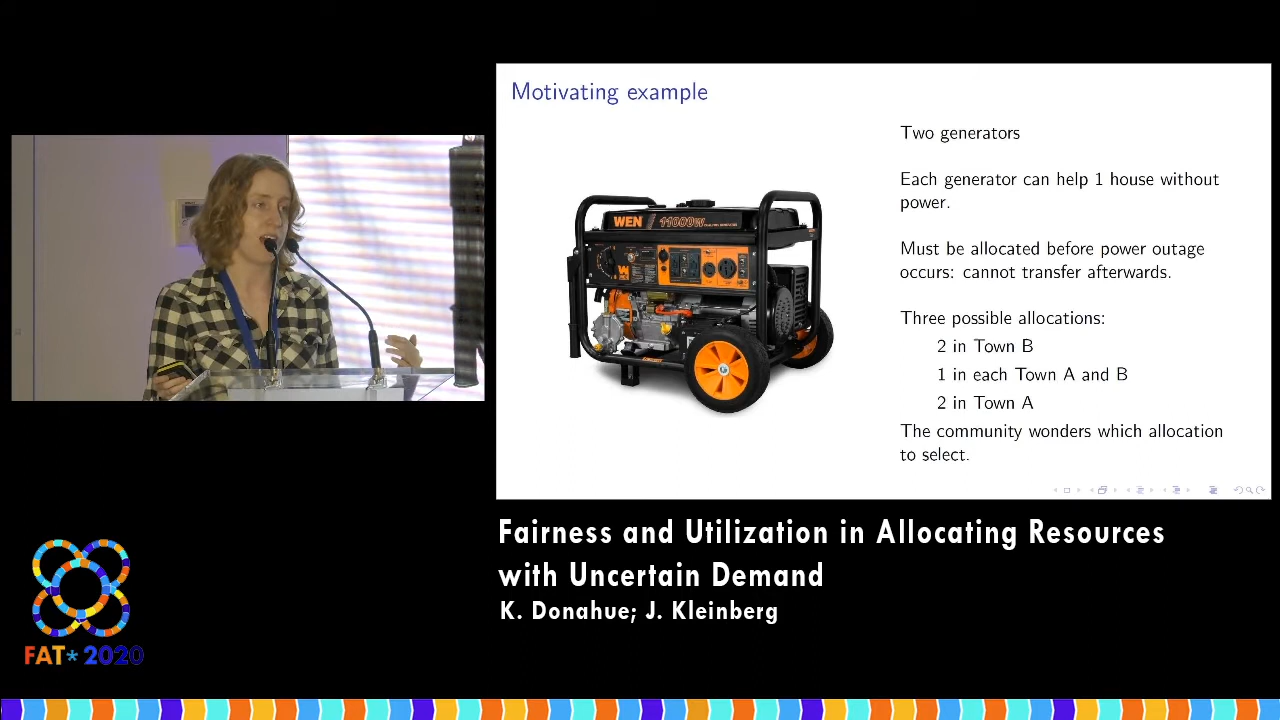 Motivating example
Two generators
Each generator can help 1 house without
power.
Must be allocated before power outage
occurs: cannot transfer afterwards.
Three possible allocations:
2 in Town B
1 in each Town A and B
2 in Town A
The community wonders which allocation
to select.
WEN
11000W
Fairness and Utilization in Allocating Resources
with Uncertain Demand
K. Donahue; J. Kleinberg
FAT* 2020